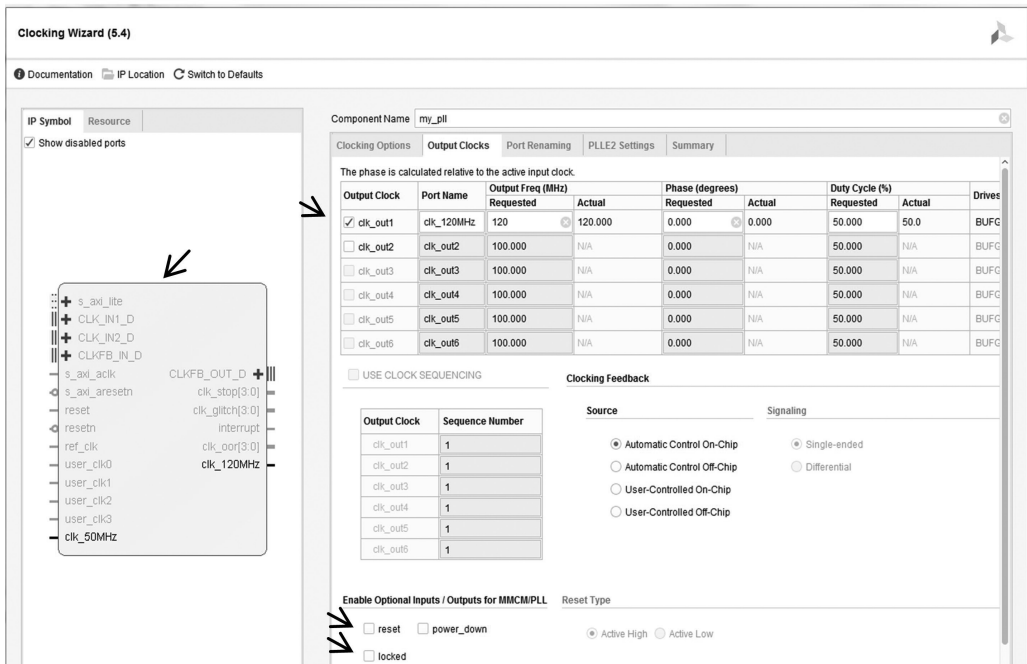 Clocking Wizard (5.4)
Documentation IP Location Switch to Defaults
IP Symbol Resource
Show disabled ports
s_axi_lite
CLK_IN1_D
CLK_IN2_D
CLKFB_IN_D
s_axi_aclk CLKFB_OUT_D
s_axi_aresetn clk_stop[3:0]
reset clk_glitch[3:0]
resetn interrupt
ref_clk clk_oor[3:0]
user_clk0 clk_120MHz
user_clk1
user_clk2
user_clk3
clk_50MHz
Component Name my_pll
Clocking Options Output Clocks Port Renaming PLLE2 Settings Summary
The phase is calculated relative to the active input clock.
Output Clock Port Name Output Freq (MHz) Phase (degrees) Duty Cycle (%) Drives
Requested Actual Requested Actual Requested Actual
clk_out1 clk_120MHz 120 120.000 0.000 0.000 50.000 50.0 BUFG
clk_out2 clk_out2 100.000 N/A 0.000 N/A 50.000 N/A BUFG
clk_out3 clk_out3 100.000 N/A 0.000 N/A 50.000 N/A BUFG
clk_out4 clk_out4 100.000 N/A 0.000 N/A 50.000 N/A BUFG
clk_out5 clk_out5 100.000 N/A 0.000 N/A 50.000 N/A BUFG
clk_out6 clk_out6 100.000 N/A 0.000 N/A 50.000 N/A BUFG
USE CLOCK SEQUENCING
Output Clock Sequence Number
clk_out1 1
clk_out2 1
clk_out3 1
clk_out4 1
clk_out5 1
clk_out6 1
Clocking Feedback
Source Signaling
Automatic Control On-Chip Single-ended
Automatic Control Off-Chip Differential
User-Controlled On-Chip
User-Controlled Off-Chip
Enable Optional Inputs / Outputs for MMCM/PLL Reset Type
reset power_down Active High Active Low
locked